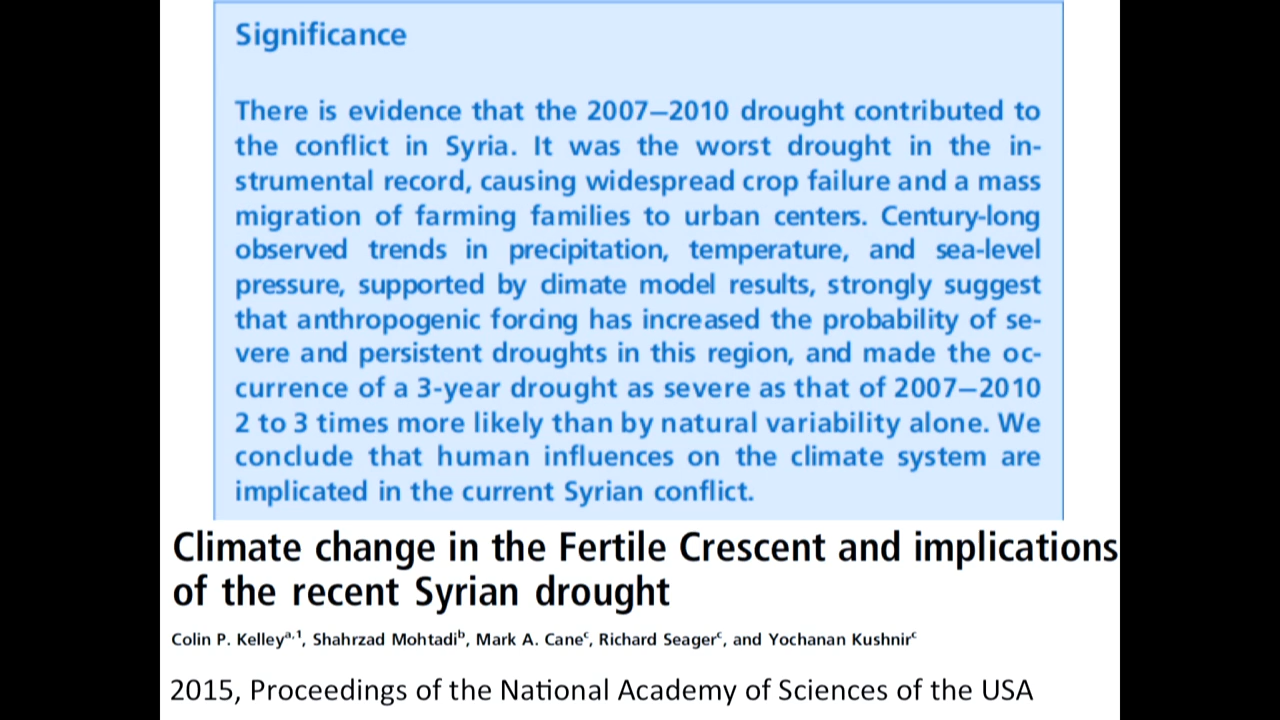 Significance
There is evidence that the 2007–2010 drought contributed to
the conflict in Syria. It was the worst drought in the in-
strumental record, causing widespread crop failure and a mass
migration of farming families to urban centers. Century-long
observed trends in precipitation, temperature, and sea-level
pressure, supported by climate model results, strongly suggest
that anthropogenic forcing has increased the probability of se-
vere and persistent droughts in this region, and made the oc-
currence of a 3-year drought as severe as that of 2007–2010
2 to 3 times more likely than by natural variability alone. We
conclude that human influences on the climate system are
implicated in the current Syrian conflict.
Climate change in the Fertile Crescent and implications
of the recent Syrian drought
Colin P. Kelleyᵃ,¹, Shahrzad Mohtadiᵇ, Mark A. Caneᶜ, Richard Seagerᶜ, and Yochanan Kushnirᶜ
2015, Proceedings of the National Academy of Sciences of the USA